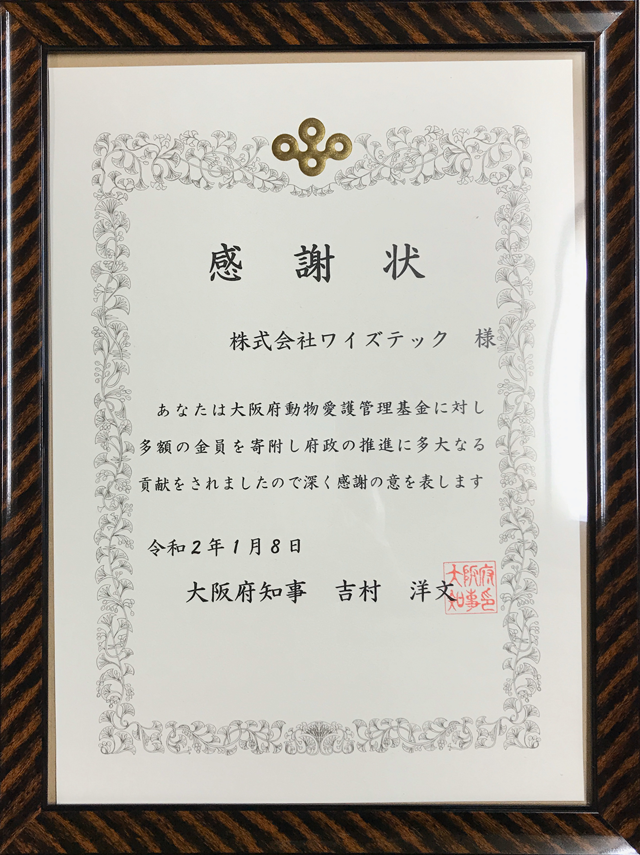 感謝状
株式会社ワイズテック 様
あなたは大阪府動物愛護管理基金に対し
多額の金員を寄附し府政の推進に多大なる
貢献をされましたので深く感謝の意を表します
令和2年1月8日
大阪府知事 吉村 洋文
大阪府
知事印